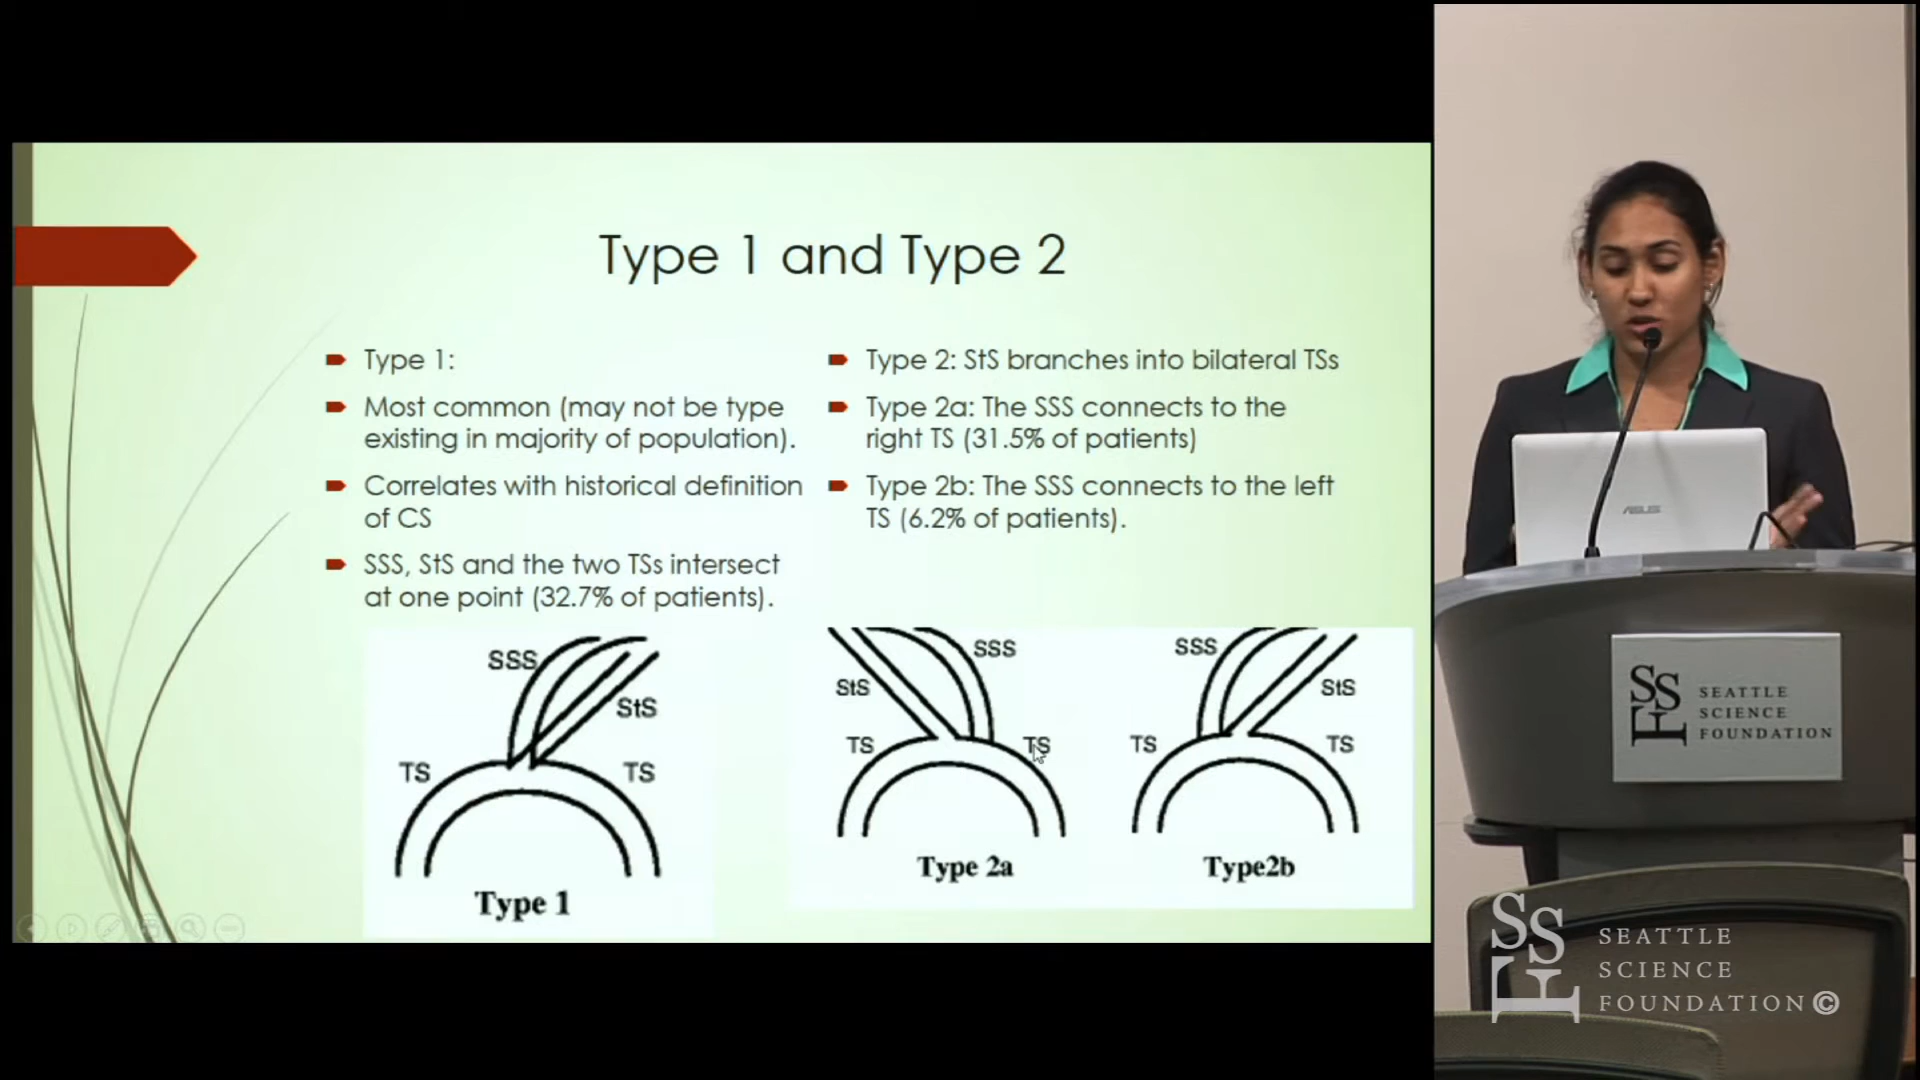 Type 1 and Type 2
Type 1:
Most common (may not be type
existing in majority of population).
Correlates with historical definition
of CS
SSS, StS and the two TSs intersect
at one point (32.7% of patients).
Type 2: StS branches into bilateral TSs
Type 2a: The SSS connects to the
right TS (31.5% of patients)
Type 2b: The SSS connects to the left
TS (6.2% of patients).
SSS
StS
TS
TS
Type 1
SSS
StS
TS
TS
Type 2a
SSS
StS
TS
TS
Type2b
ASUS
SSF
SEATTLE
SCIENCE
FOUNDATION
SSF
SEATTLE
SCIENCE
FOUNDATION©